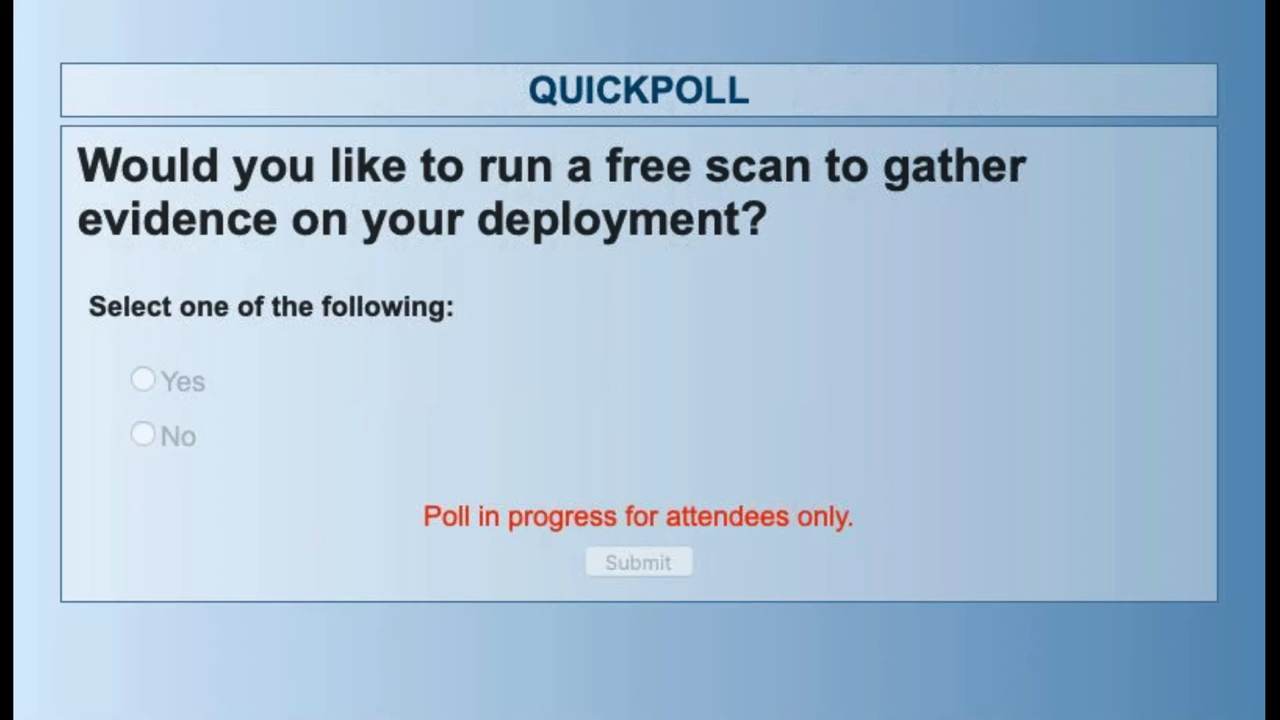 QUICKPOLL
Would you like to run a free scan to gather
evidence on your deployment?
Select one of the following:
Yes
No
Poll in progress for attendees only.
Submit